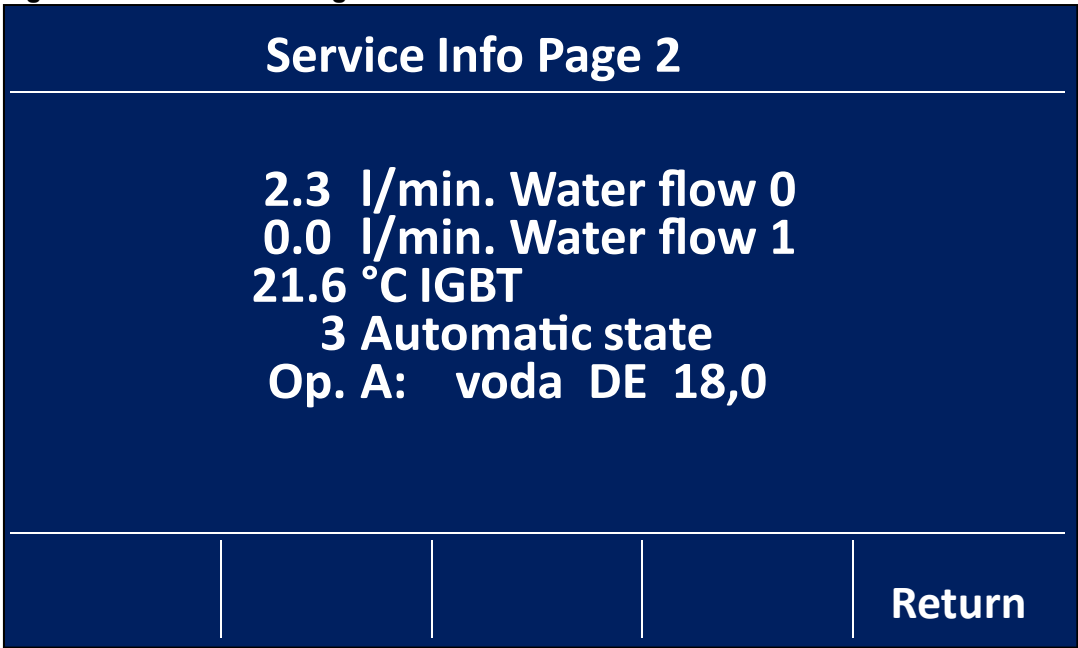 Service Info Page 2
2.3 l/min. Water flow 0
0.0 l/min. Water flow 1
21.6 °C IGBT
3 Automatic state
Op. A: voda DE 18,0
Return